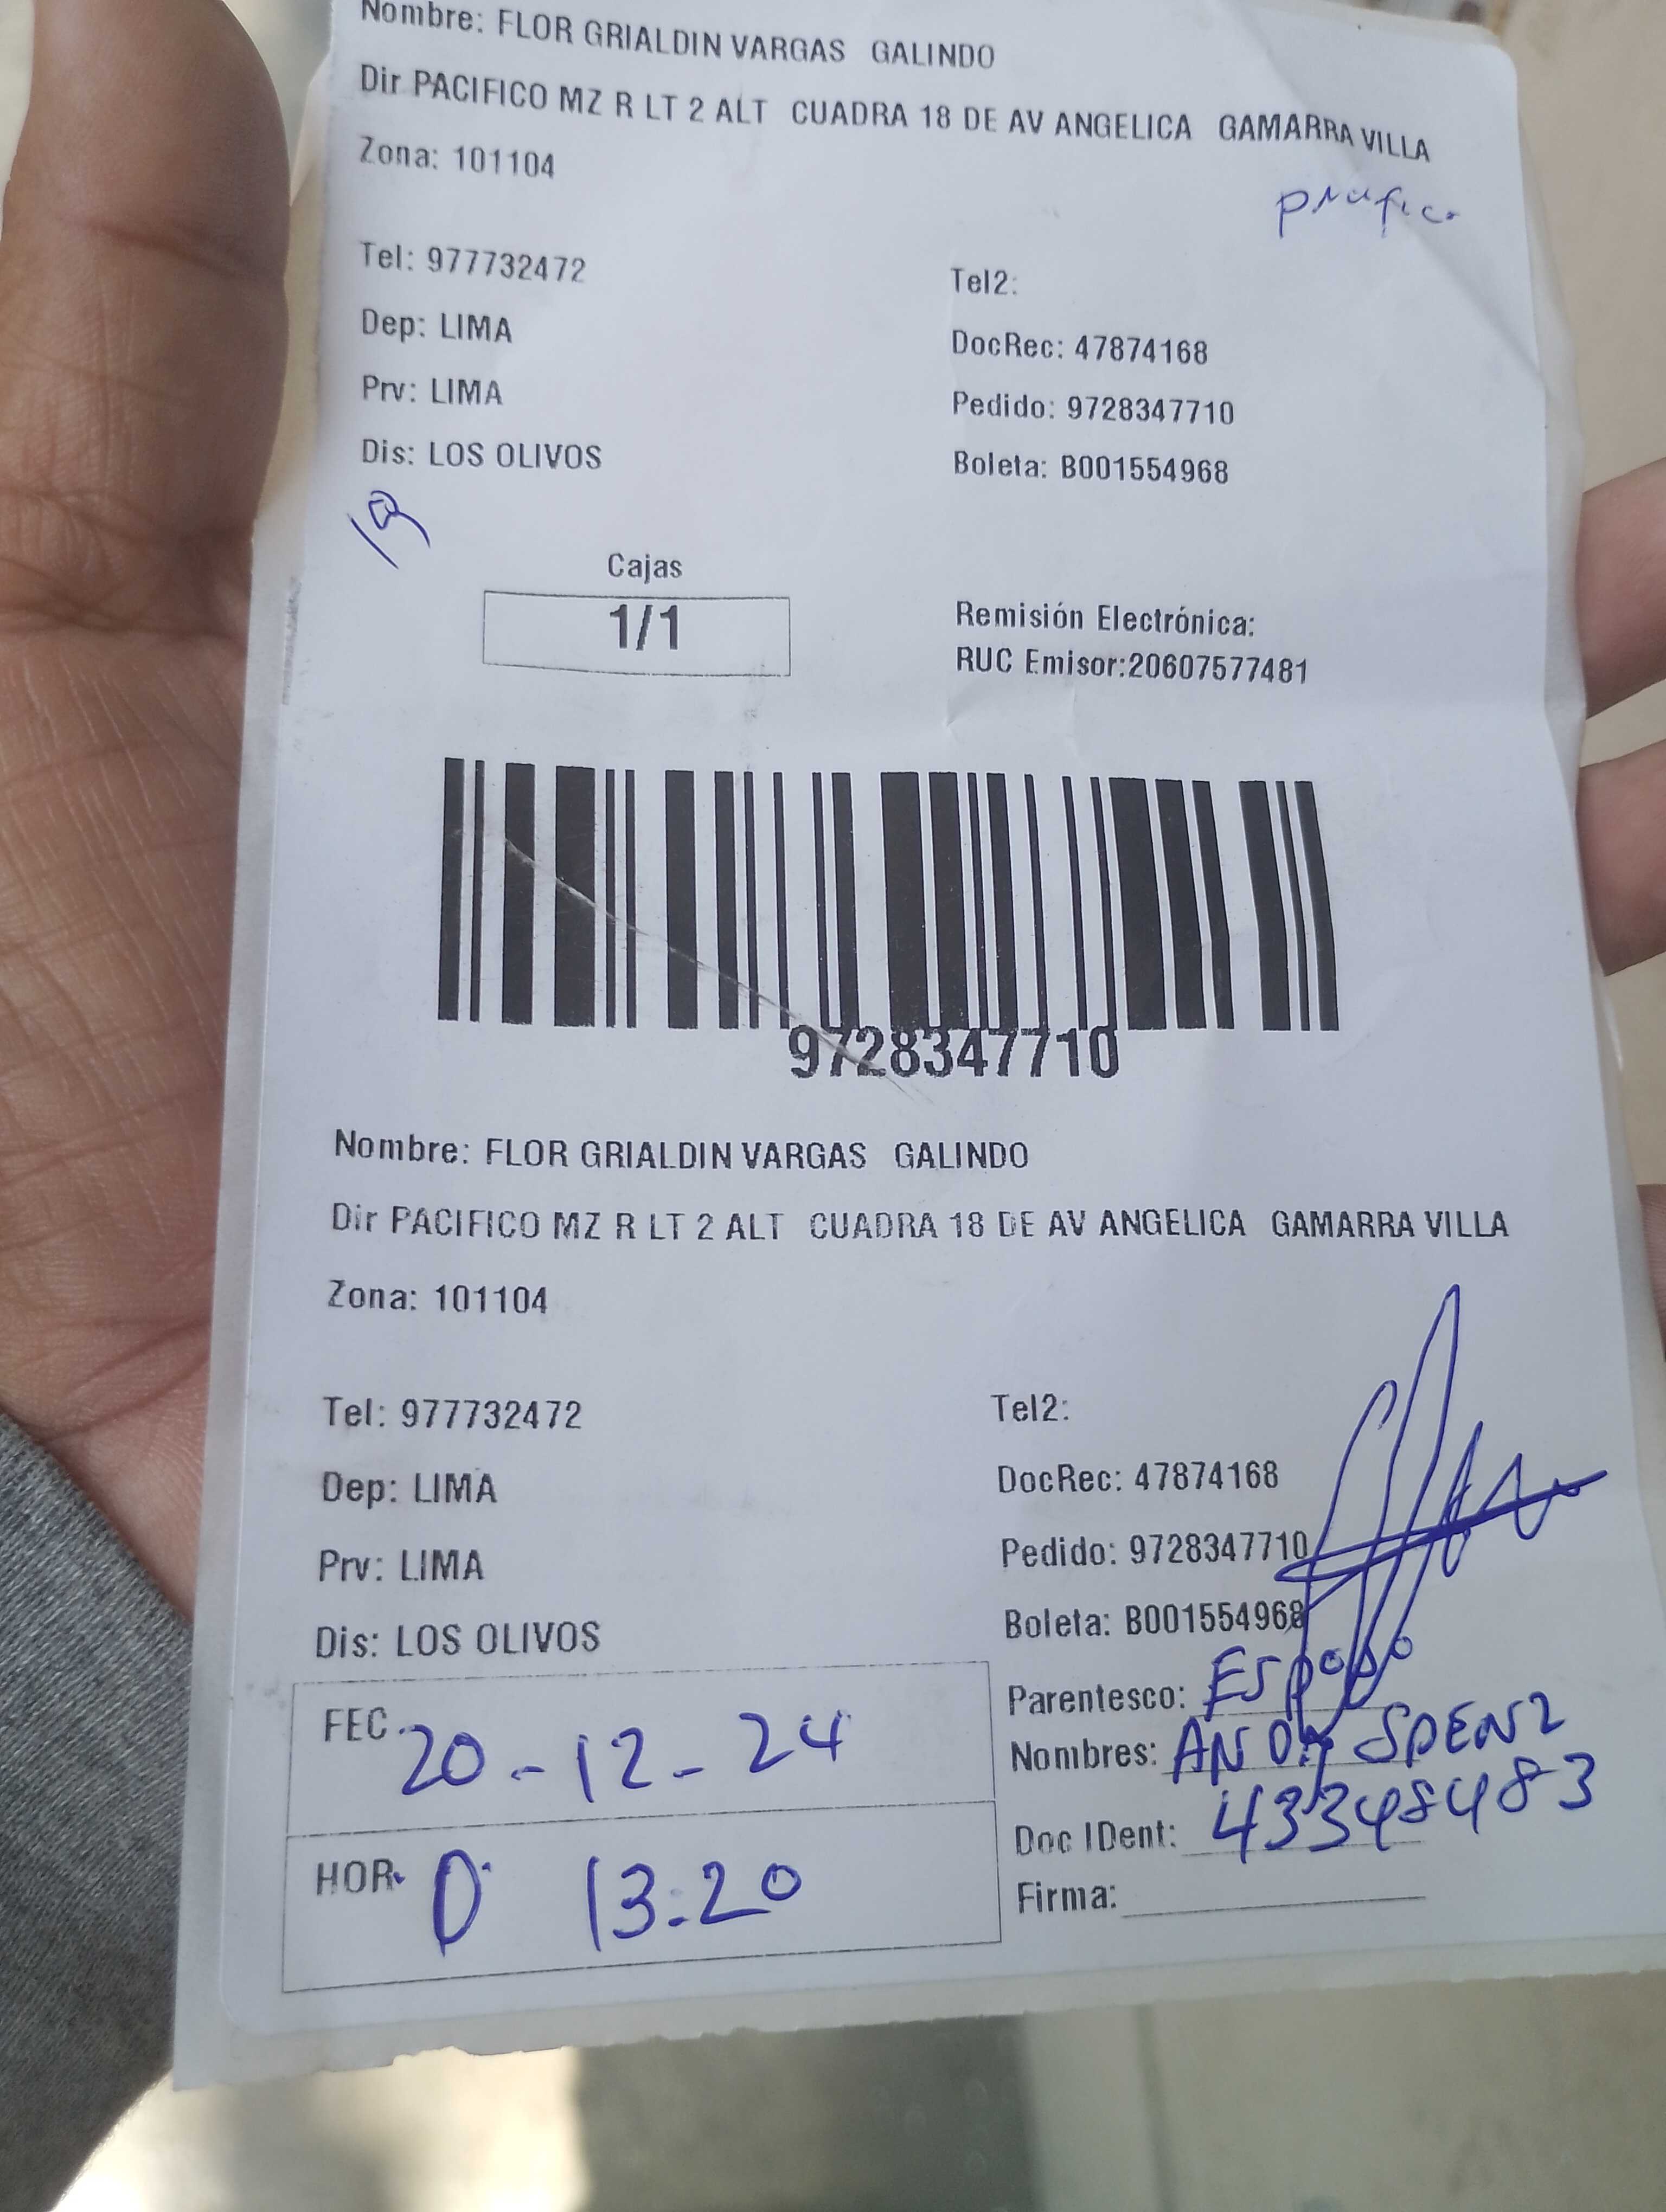 Nombre: FLOR GRIALDIN VARGAS GALINDO
Dir PACIFICO MZ R LT 2 ALT CUADRA 18 DE AV ANGELICA GAMARRA VILLA
Zona: 101104
Tel: 977732472
Tel2:
Dep: LIMA
DocRec: 47874168
Prv: LIMA
Pedido: 9728347710
Dis: LOS OLIVOS
Boleta: B001554968
Cajas
1/1
Remisión Electrónica:
RUC Emisor:20607577481
9728347710
Nombre: FLOR GRIALDIN VARGAS GALINDO
Dir PACIFICO MZ R LT 2 ALT CUADRA 18 DE AV ANGELICA GAMARRA VILLA
Zona: 101104
Tel: 977732472
Tel2:
Dep: LIMA
DocRec: 47874168
Prv: LIMA
Pedido: 9728347710
Dis: LOS OLIVOS
Boleta: B001554968
Parentesco: Esposo
FEC. 20-12-24
Nombres:
Doc IDent: 43348483
HOR. 13:20
Firma: